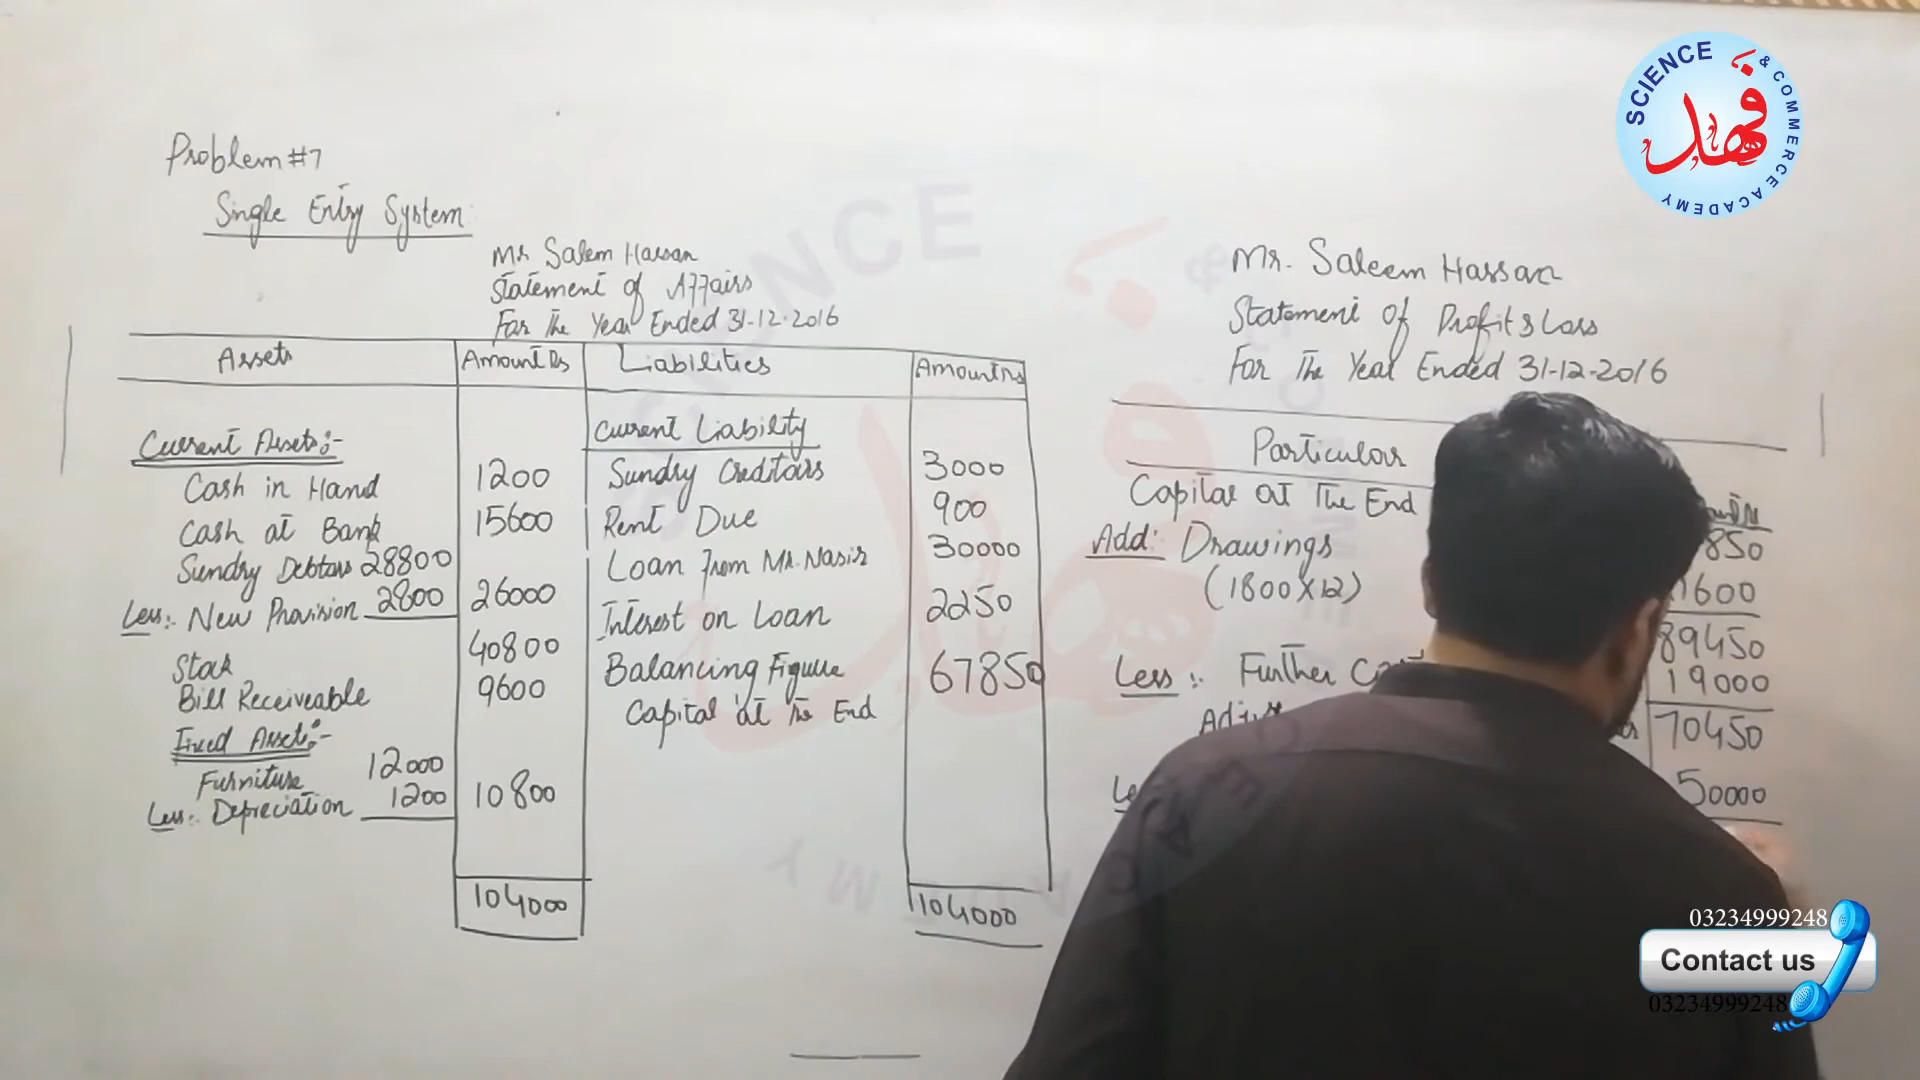 SCIENCE & COMMERCE ACADEMY
فهد
Problem #7
Single Entry System
Mr Salem Hassan
Statement of Affairs
For The Year Ended 31-12-2016
Assets | Amount Rs | Liabilities | Amount Rs
Current Assets:-
Cash in Hand 1200
Cash at Bank 15600
Sundry Debtors 28800
Less:- New Provision 2800 26000
Stock 40800
Bill Receiveable 9600
Fixed Assets:-
Furniture 12000
Less:- Depreciation 1200 10800
104000
Current Liability
Sundry Creditors 3000
Rent Due 900
Loan From Mr. Nasir 30000
Interest on Loan 2250
Balancing Figure 67850
Capital at The End
104000
Mr. Saleem Hassan
Statement of Profit & Loss
For The Year Ended 31-12-2016
Particular
Capital at The End 850
Add: Drawings 1600
(1800x12)
89450
Less:- Further 19000
70450
50000
03234999248
Contact us
03234999248